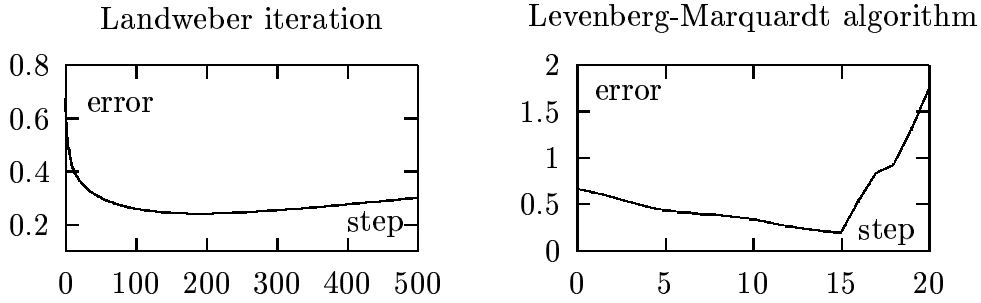 Landweber iteration
0.8
error
0.6
0.4
0.2
step
0 100 200 300 400 500
Levenberg-Marquardt algorithm
2
error
1.5
1
0.5
step
0
0 5 10 15 20